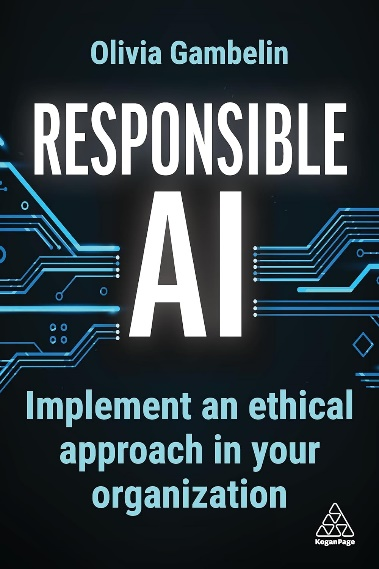 Olivia Gambelin
RESPONSIBLE
AI
Implement an ethical
approach in your
organization
KoganPage